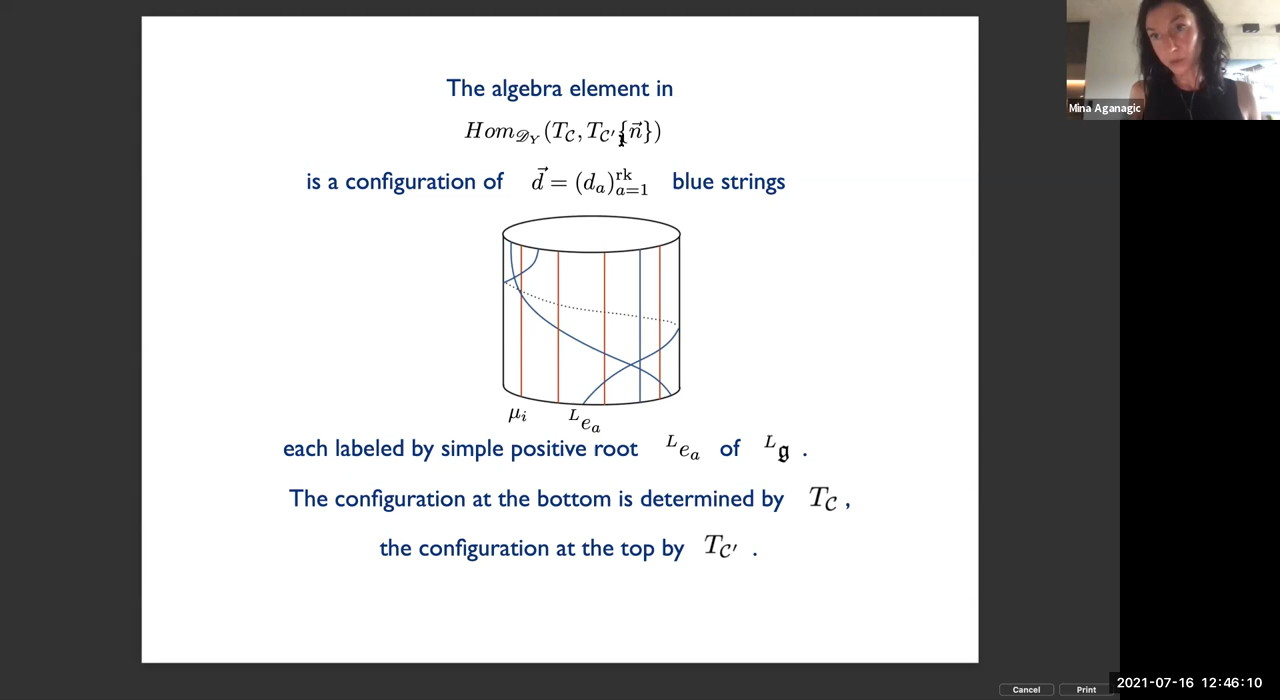 The algebra element in
Hom_{𝒟_Y}(T_𝒞, T_{𝒞'}{n⃗})
is a configuration of d⃗ = (d_a)_{a=1}^{rk} blue strings
μ_i ^Le_a
each labeled by simple positive root ^Le_a of ^L𝔤 .
The configuration at the bottom is determined by T_𝒞 ,
the configuration at the top by T_{𝒞'} .
Mina Aganagic
Cancel Print
2021-07-16 12:46:10